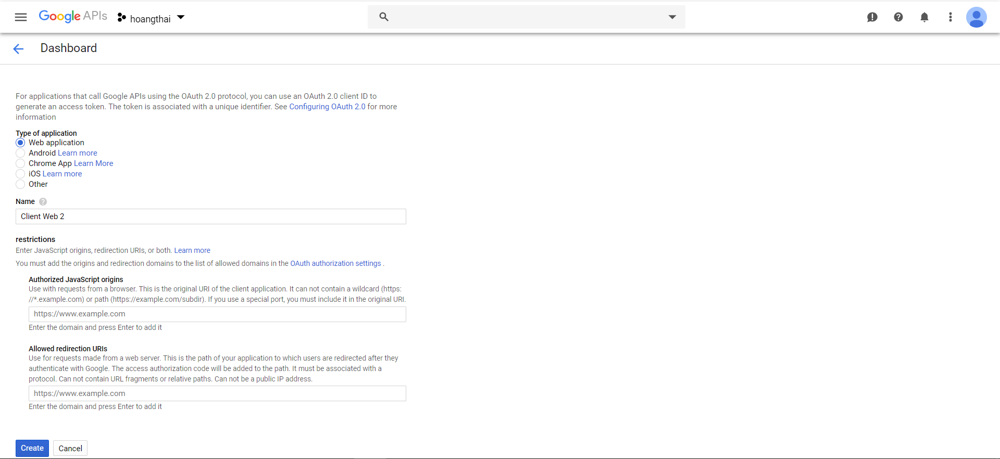 Google APIs hoangthai
Dashboard
For applications that call Google APIs using the OAuth 2.0 protocol, you can use an OAuth 2.0 client ID to
generate an access token. The token is associated with a unique identifier. See Configuring OAuth 2.0 for more
information
Type of application
Web application
Android Learn more
Chrome App Learn More
iOS Learn more
Other
Name ?
Client Web 2
restrictions
Enter JavaScript origins, redirection URIs, or both. Learn more
You must add the origins and redirection domains to the list of allowed domains in the OAuth authorization settings .
Authorized JavaScript origins
Use with requests from a browser. This is the original URI of the client application. It can not contain a wildcard (https:
//*.example.com) or path (https://example.com/subdir). If you use a special port, you must include it in the original URI.
https://www.example.com
Enter the domain and press Enter to add it
Allowed redirection URIs
Use for requests made from a web server. This is the path of your application to which users are redirected after they
authenticate with Google. The access authorization code will be added to the path. It must be associated with a
protocol. Can not contain URL fragments or relative paths. Can not be a public IP address.
https://www.example.com
Enter the domain and press Enter to add it
Create Cancel